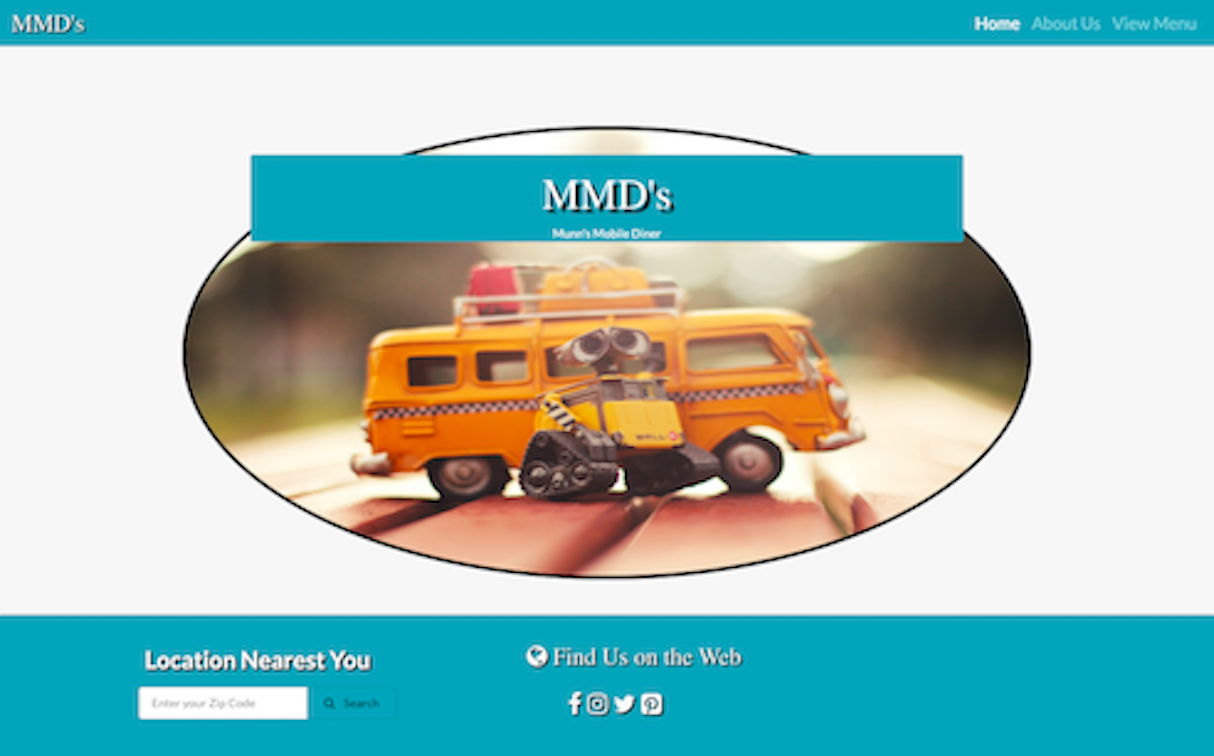 MMD's
Home About Us View Menu
MMD's
Munn's Mobile Diner
WALL-E
Location Nearest You
Enter your Zip Code Search
Find Us on the Web